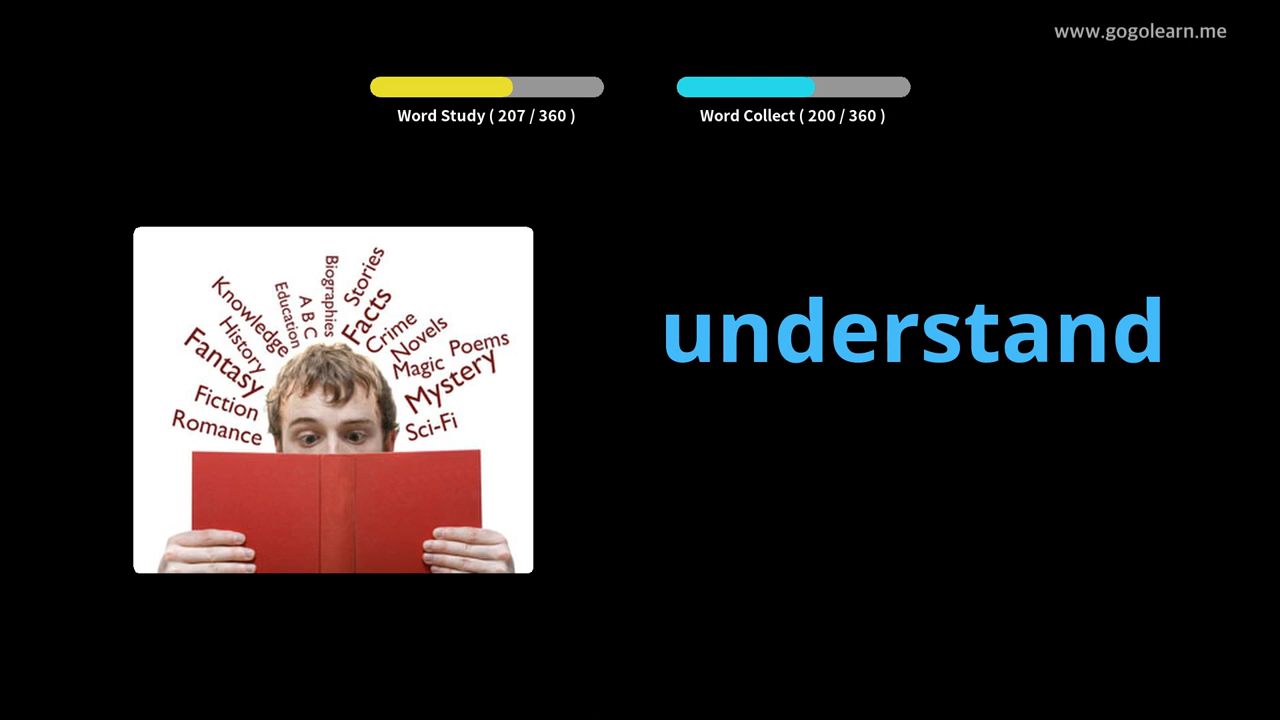 www.gogolearn.me
Word Study ( 207 / 360 )
Word Collect ( 200 / 360 )
understand
Romance
Fiction
Fantasy
History
Knowledge
Education
A B C
Biographies
Stories
Facts
Crime
Novels
Magic
Poems
Mystery
Sci-Fi